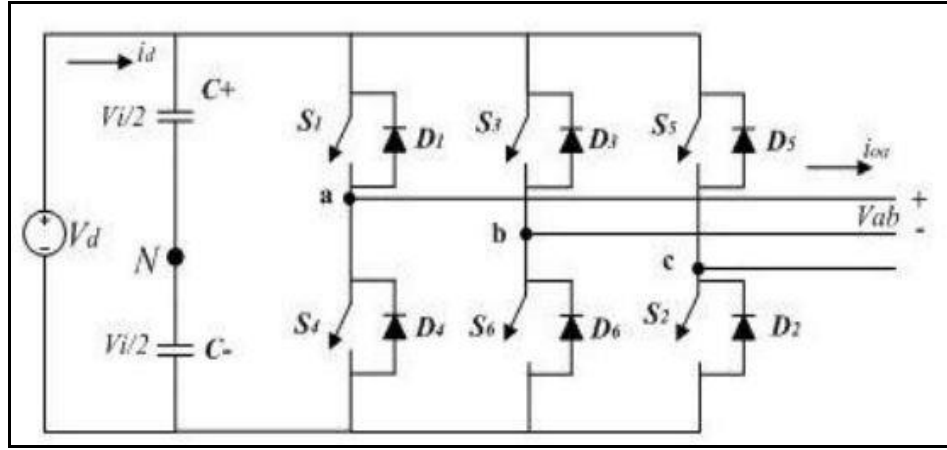 id
C+
Vi/2
S1 D1 S3 D3 S5 D5
ioa
a
+
Vab
b
-
Vd
N
c
S4 D4 S6 D6 S2 D2
Vi/2 C-
+
-